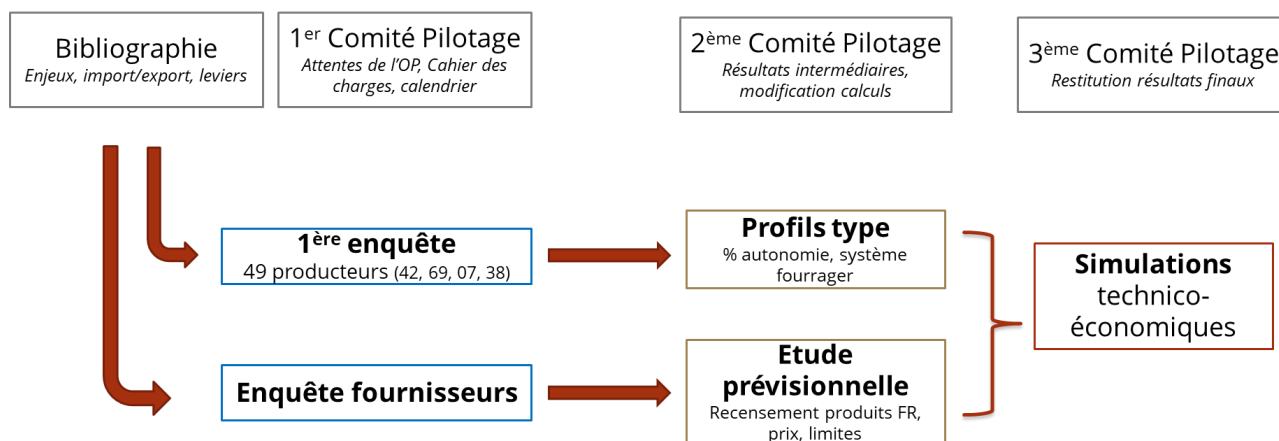 Bibliographie
Enjeux, import/export, leviers
1er Comité Pilotage
Attentes de l’OP, Cahier des
charges, calendrier
2ème Comité Pilotage
Résultats intermédiaires,
modification calculs
3ème Comité Pilotage
Restitution résultats finaux
1ère enquête
49 producteurs (42, 69, 07, 38)
Profils type
% autonomie, système
fourrager
Simulations
technico-
économiques
Enquête fournisseurs
Etude
prévisionnelle
Recensement produits FR,
prix, limites